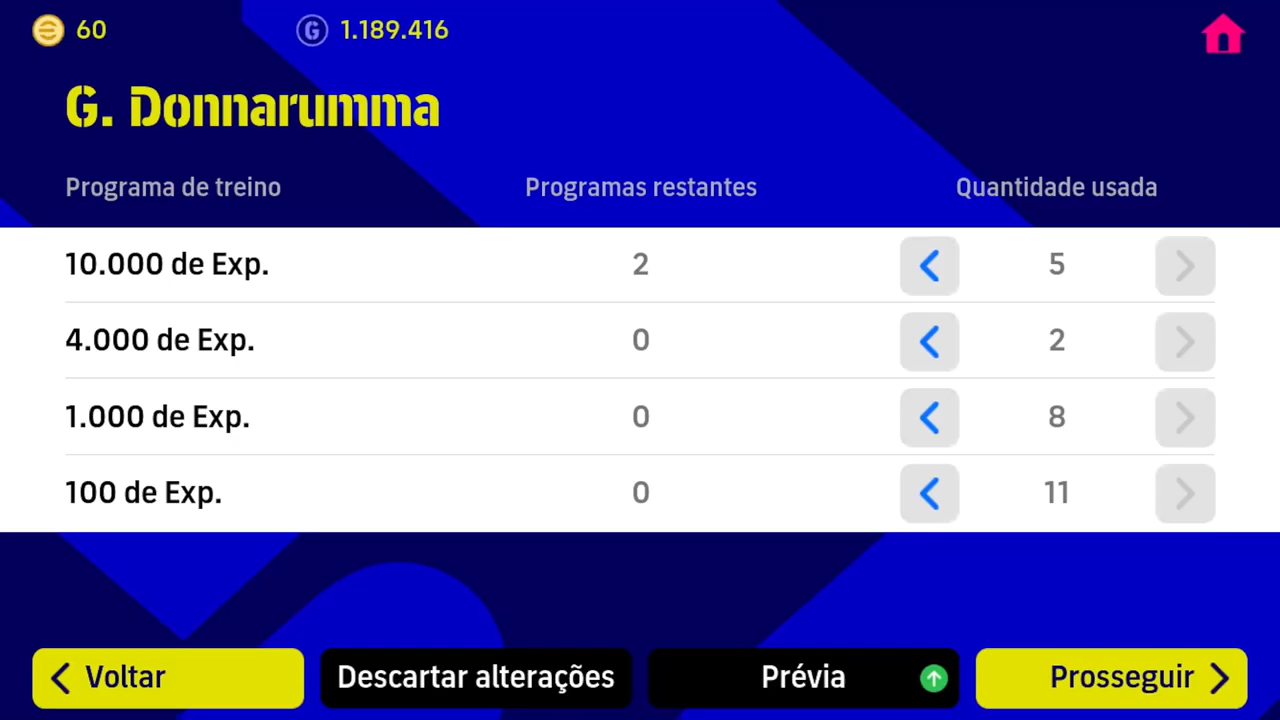 60 G 1.189.416
G. Donnarumma
Programa de treino Programas restantes Quantidade usada
10.000 de Exp. 2 5
4.000 de Exp. 0 2
1.000 de Exp. 0 8
100 de Exp. 0 11
Voltar Descartar alterações Prévia Prosseguir